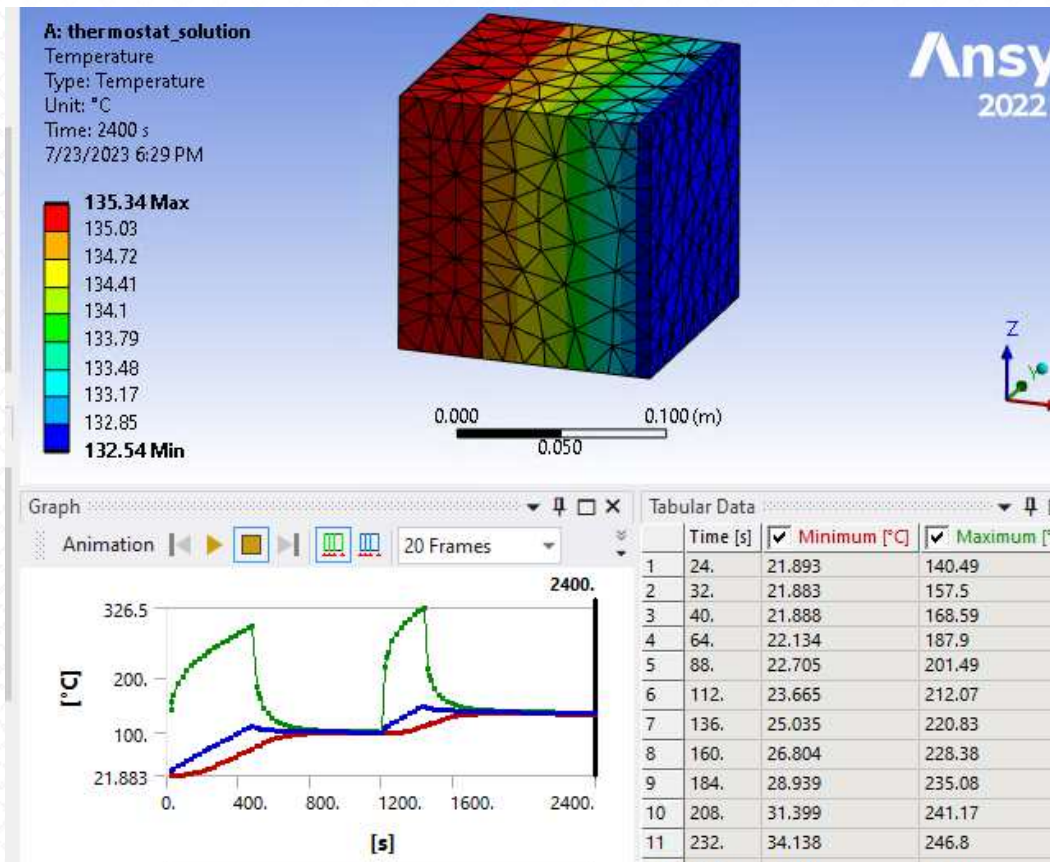 A: thermostat_solution
Temperature
Type: Temperature
Unit: °C
Time: 2400 s
7/23/2023 6:29 PM
135.34 Max
135.03
134.72
134.41
134.1
133.79
133.48
133.17
132.85
132.54 Min
Ansy
2022
Z
Y
0.000 0.100 (m)
0.050
Graph
Animation 20 Frames
2400.
326.5
200.
100.
21.883
[°C]
0. 400. 800. 1200. 1600. 2400.
[s]
Tabular Data
Time [s] Minimum [°C] Maximum [°
1 24. 21.893 140.49
2 32. 21.883 157.5
3 40. 21.888 168.59
4 64. 22.134 187.9
5 88. 22.705 201.49
6 112. 23.665 212.07
7 136. 25.035 220.83
8 160. 26.804 228.38
9 184. 28.939 235.08
10 208. 31.399 241.17
11 232. 34.138 246.8